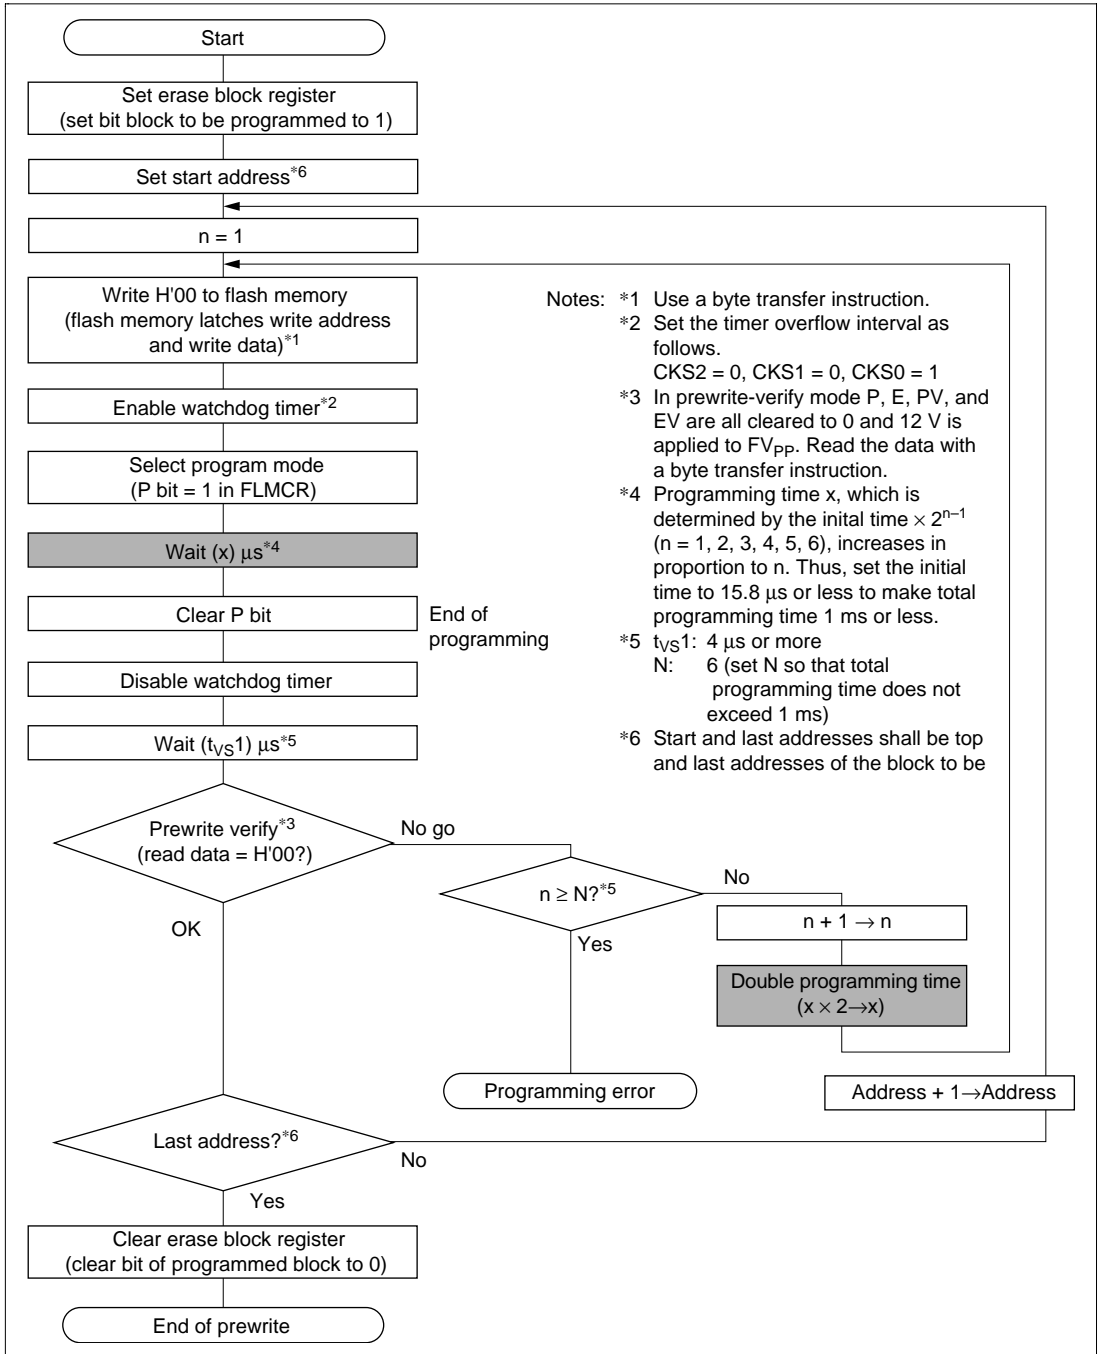 Start
Set erase block register
(set bit block to be programmed to 1)
Set start address*6
n = 1
Write H'00 to flash memory
(flash memory latches write address
and write data)*1
Enable watchdog timer*2
Select program mode
(P bit = 1 in FLMCR)
Wait (x) μs*4
Clear P bit
End of
programming
Disable watchdog timer
Wait (tVS1) μs*5
Notes: *1 Use a byte transfer instruction.
*2 Set the timer overflow interval as
follows.
CKS2 = 0, CKS1 = 0, CKS0 = 1
*3 In prewrite-verify mode P, E, PV, and
EV are all cleared to 0 and 12 V is
applied to FVPP. Read the data with
a byte transfer instruction.
*4 Programming time x, which is
determined by the inital time × 2n–1
(n = 1, 2, 3, 4, 5, 6), increases in
proportion to n. Thus, set the initial
time to 15.8 μs or less to make total
programming time 1 ms or less.
*5 tVS1: 4 μs or more
N: 6 (set N so that total
programming time does not
exceed 1 ms)
*6 Start and last addresses shall be top
and last addresses of the block to be
Prewrite verify*3
(read data = H'00?)
No go
OK
n ≥ N?*5
No
Yes
n + 1 → n
Double programming time
(x × 2→x)
Programming error
Address + 1→Address
Last address?*6
No
Yes
Clear erase block register
(clear bit of programmed block to 0)
End of prewrite